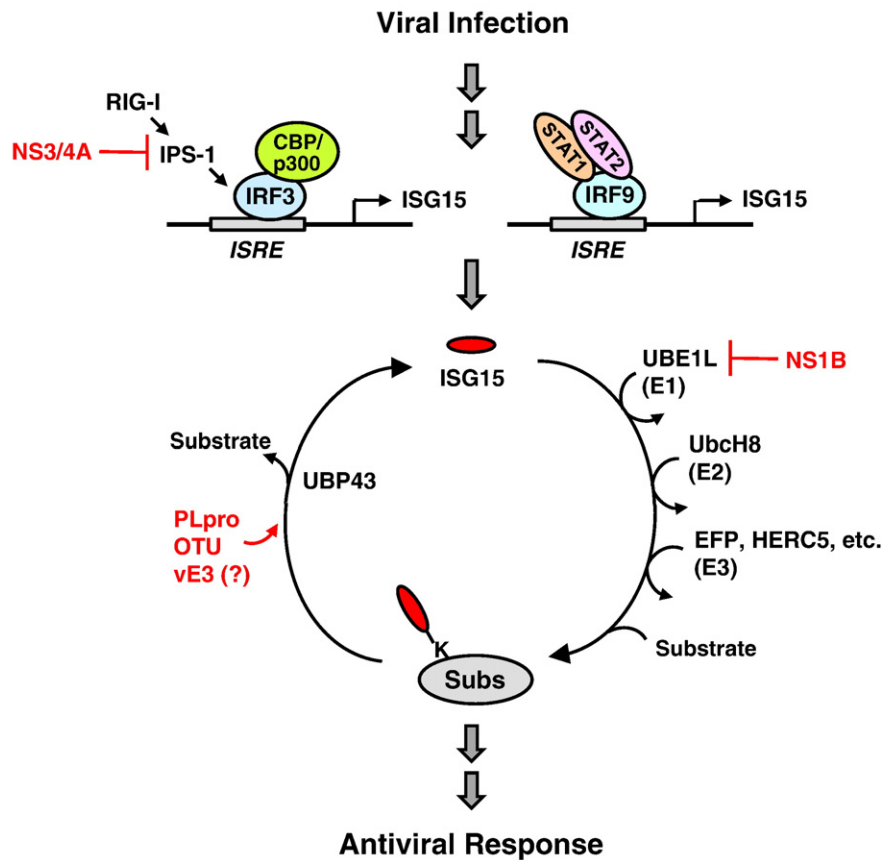 Viral Infection
RIG-I
NS3/4A
IPS-1
CBP/
p300
IRF3
ISG15
ISRE
STAT1
STAT2
IRF9
ISG15
ISRE
ISG15
UBE1L
(E1)
NS1B
UbcH8
(E2)
EFP, HERC5, etc.
(E3)
Substrate
Substrate
UBP43
PLpro
OTU
vE3 (?)
K
Subs
Antiviral Response